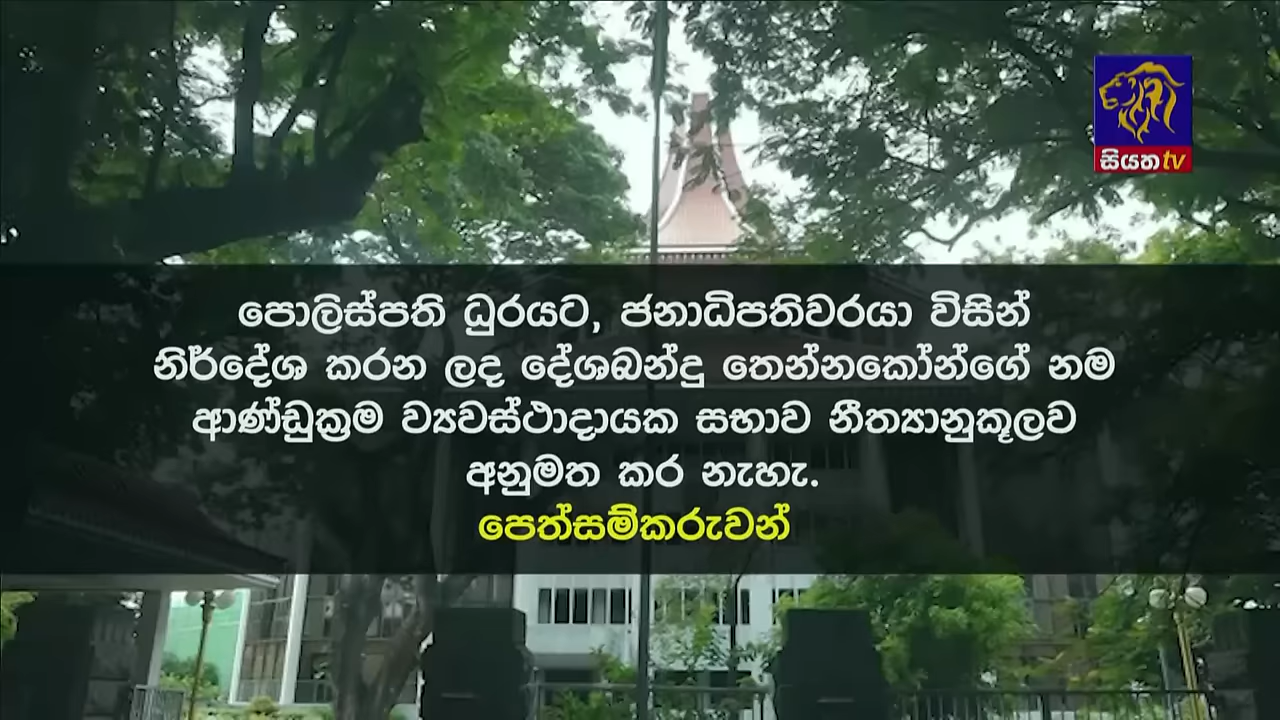 සියත tv
පොලිස්පති ධුරයට, ජනාධිපතිවරයා විසින්
නිර්දේශ කරන ලද දේශබන්දු තෙන්නකෝන්ගේ නම
ආණ්ඩුක්‍රම ව්‍යවස්ථාදායක සභාව නීත්‍යානුකූලව
අනුමත කර නැහැ.
පෙත්සම්කරුවන්